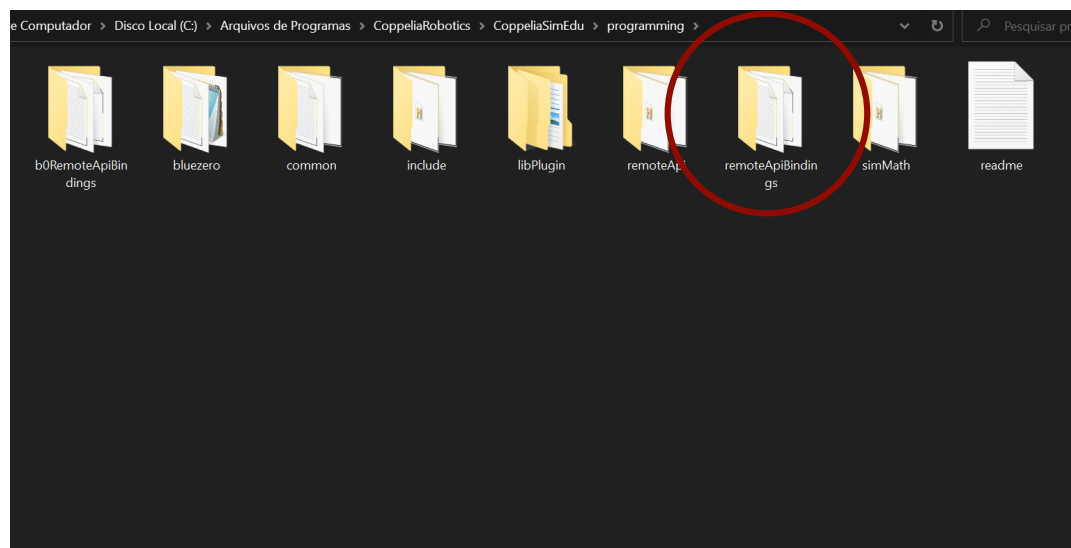 e Computador > Disco Local (C:) > Arquivos de Programas > CoppeliaRobotics > CoppeliaSimEdu > programming >
Pesquisar pr
b0RemoteApiBin
dings
bluezero
common
include
libPlugin
remoteApi
remoteApiBindin
gs
simMath
readme